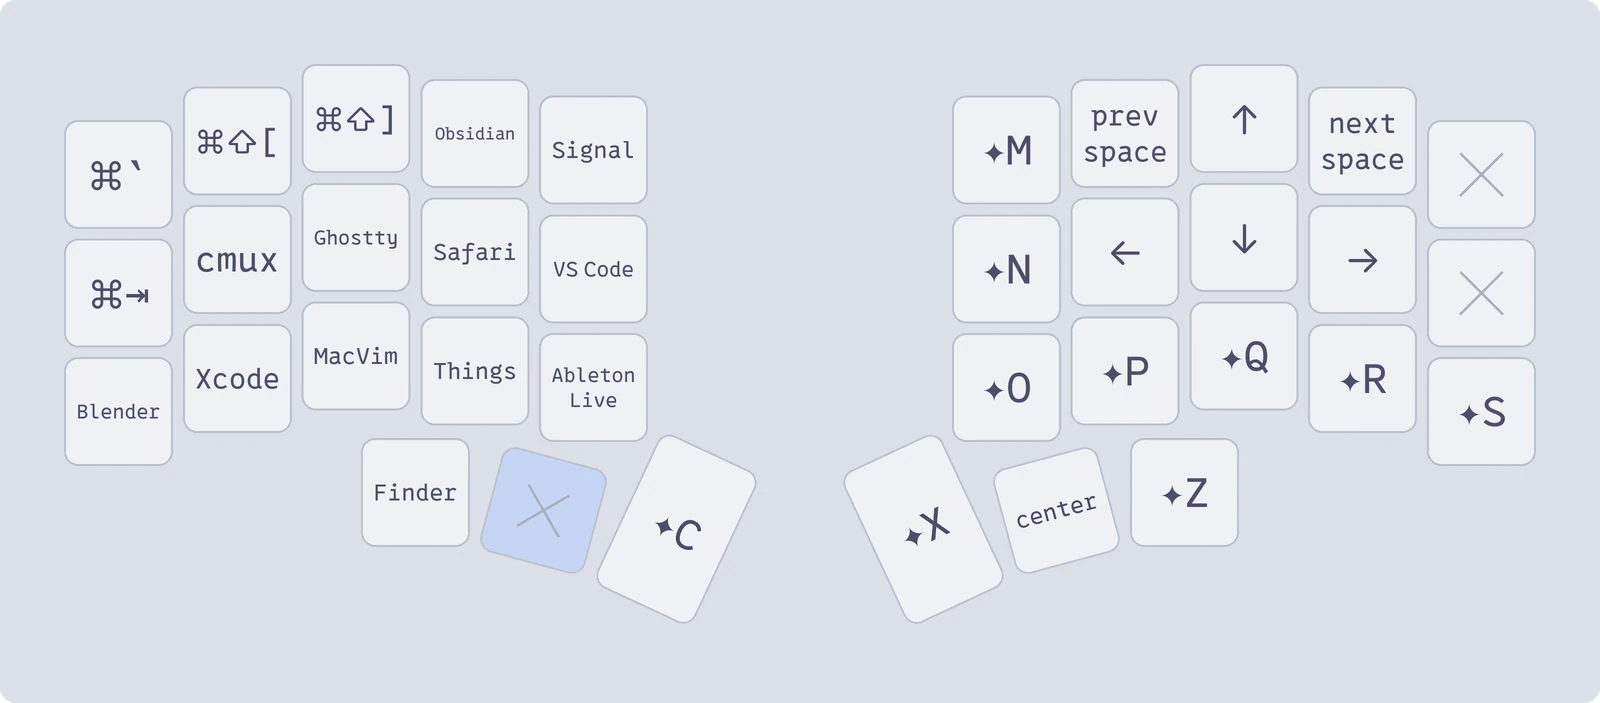 ⌘`
⌘⇧[
⌘⇧]
Obsidian
Signal
✦M
prev
space
↑
next
space
⌘⇥
cmux
Ghostty
Safari
VS Code
✦N
←
↓
→
Blender
Xcode
MacVim
Things
Ableton
Live
✦O
✦P
✦Q
✦R
✦S
Finder
✦C
✦X
center
✦Z